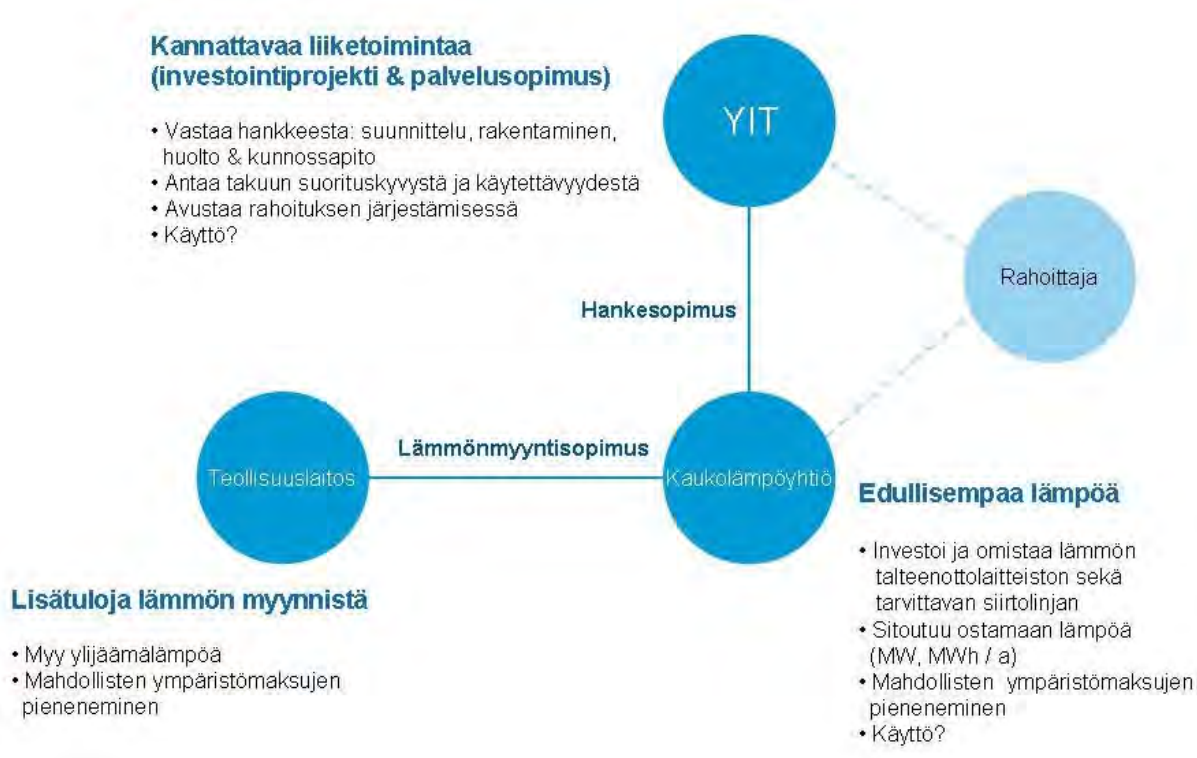 Kannattavaa liiketoimintaa
(investointiprojekti & palvelusopimus)
• Vastaa hankkeesta: suunnittelu, rakentaminen,
huolto & kunnossapito
• Antaa takuun suorituskyvystä ja käytettävyydestä
• Avustaa rahoituksen järjestämisessä
• Käyttö?
YIT
Rahoittaja
Hankesopimus
Teollisuuslaitos
Lämmönmyyntisopimus
Kaukolämpöyhtiö
Edullisempaa lämpöä
• Investoi ja omistaa lämmön
talteenottolaitteiston sekä
tarvittavan siirtolinjan
• Sitoutuu ostamaan lämpöä
(MW, MWh / a)
• Mahdollisten ympäristömaksujen
pieneneminen
• Käyttö?
Lisätuloja lämmön myynnistä
• Myy ylijäämälämpöä
• Mahdollisten ympäristömaksujen
pieneneminen